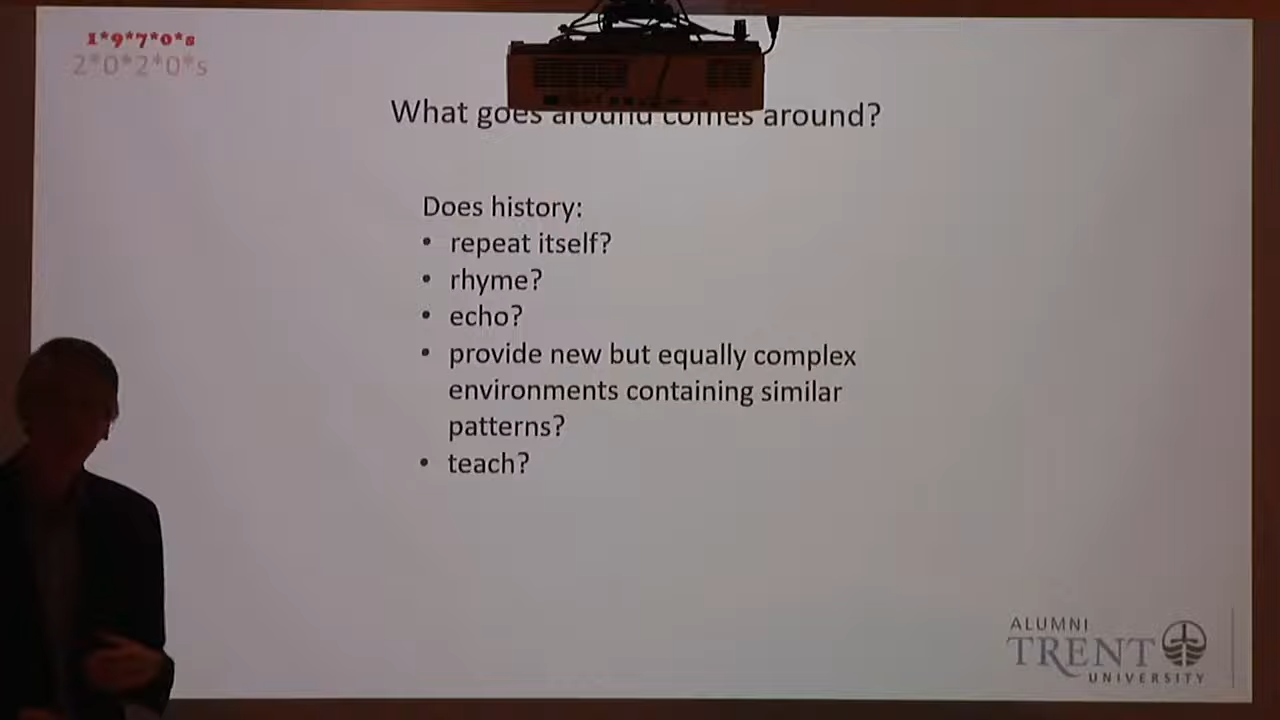 1*9*7*0*s
2*0*2*0*s
What goes around comes around?
Does history:
• repeat itself?
• rhyme?
• echo?
• provide new but equally complex
environments containing similar
patterns?
• teach?
ALUMNI
TRENT
UNIVERSITY